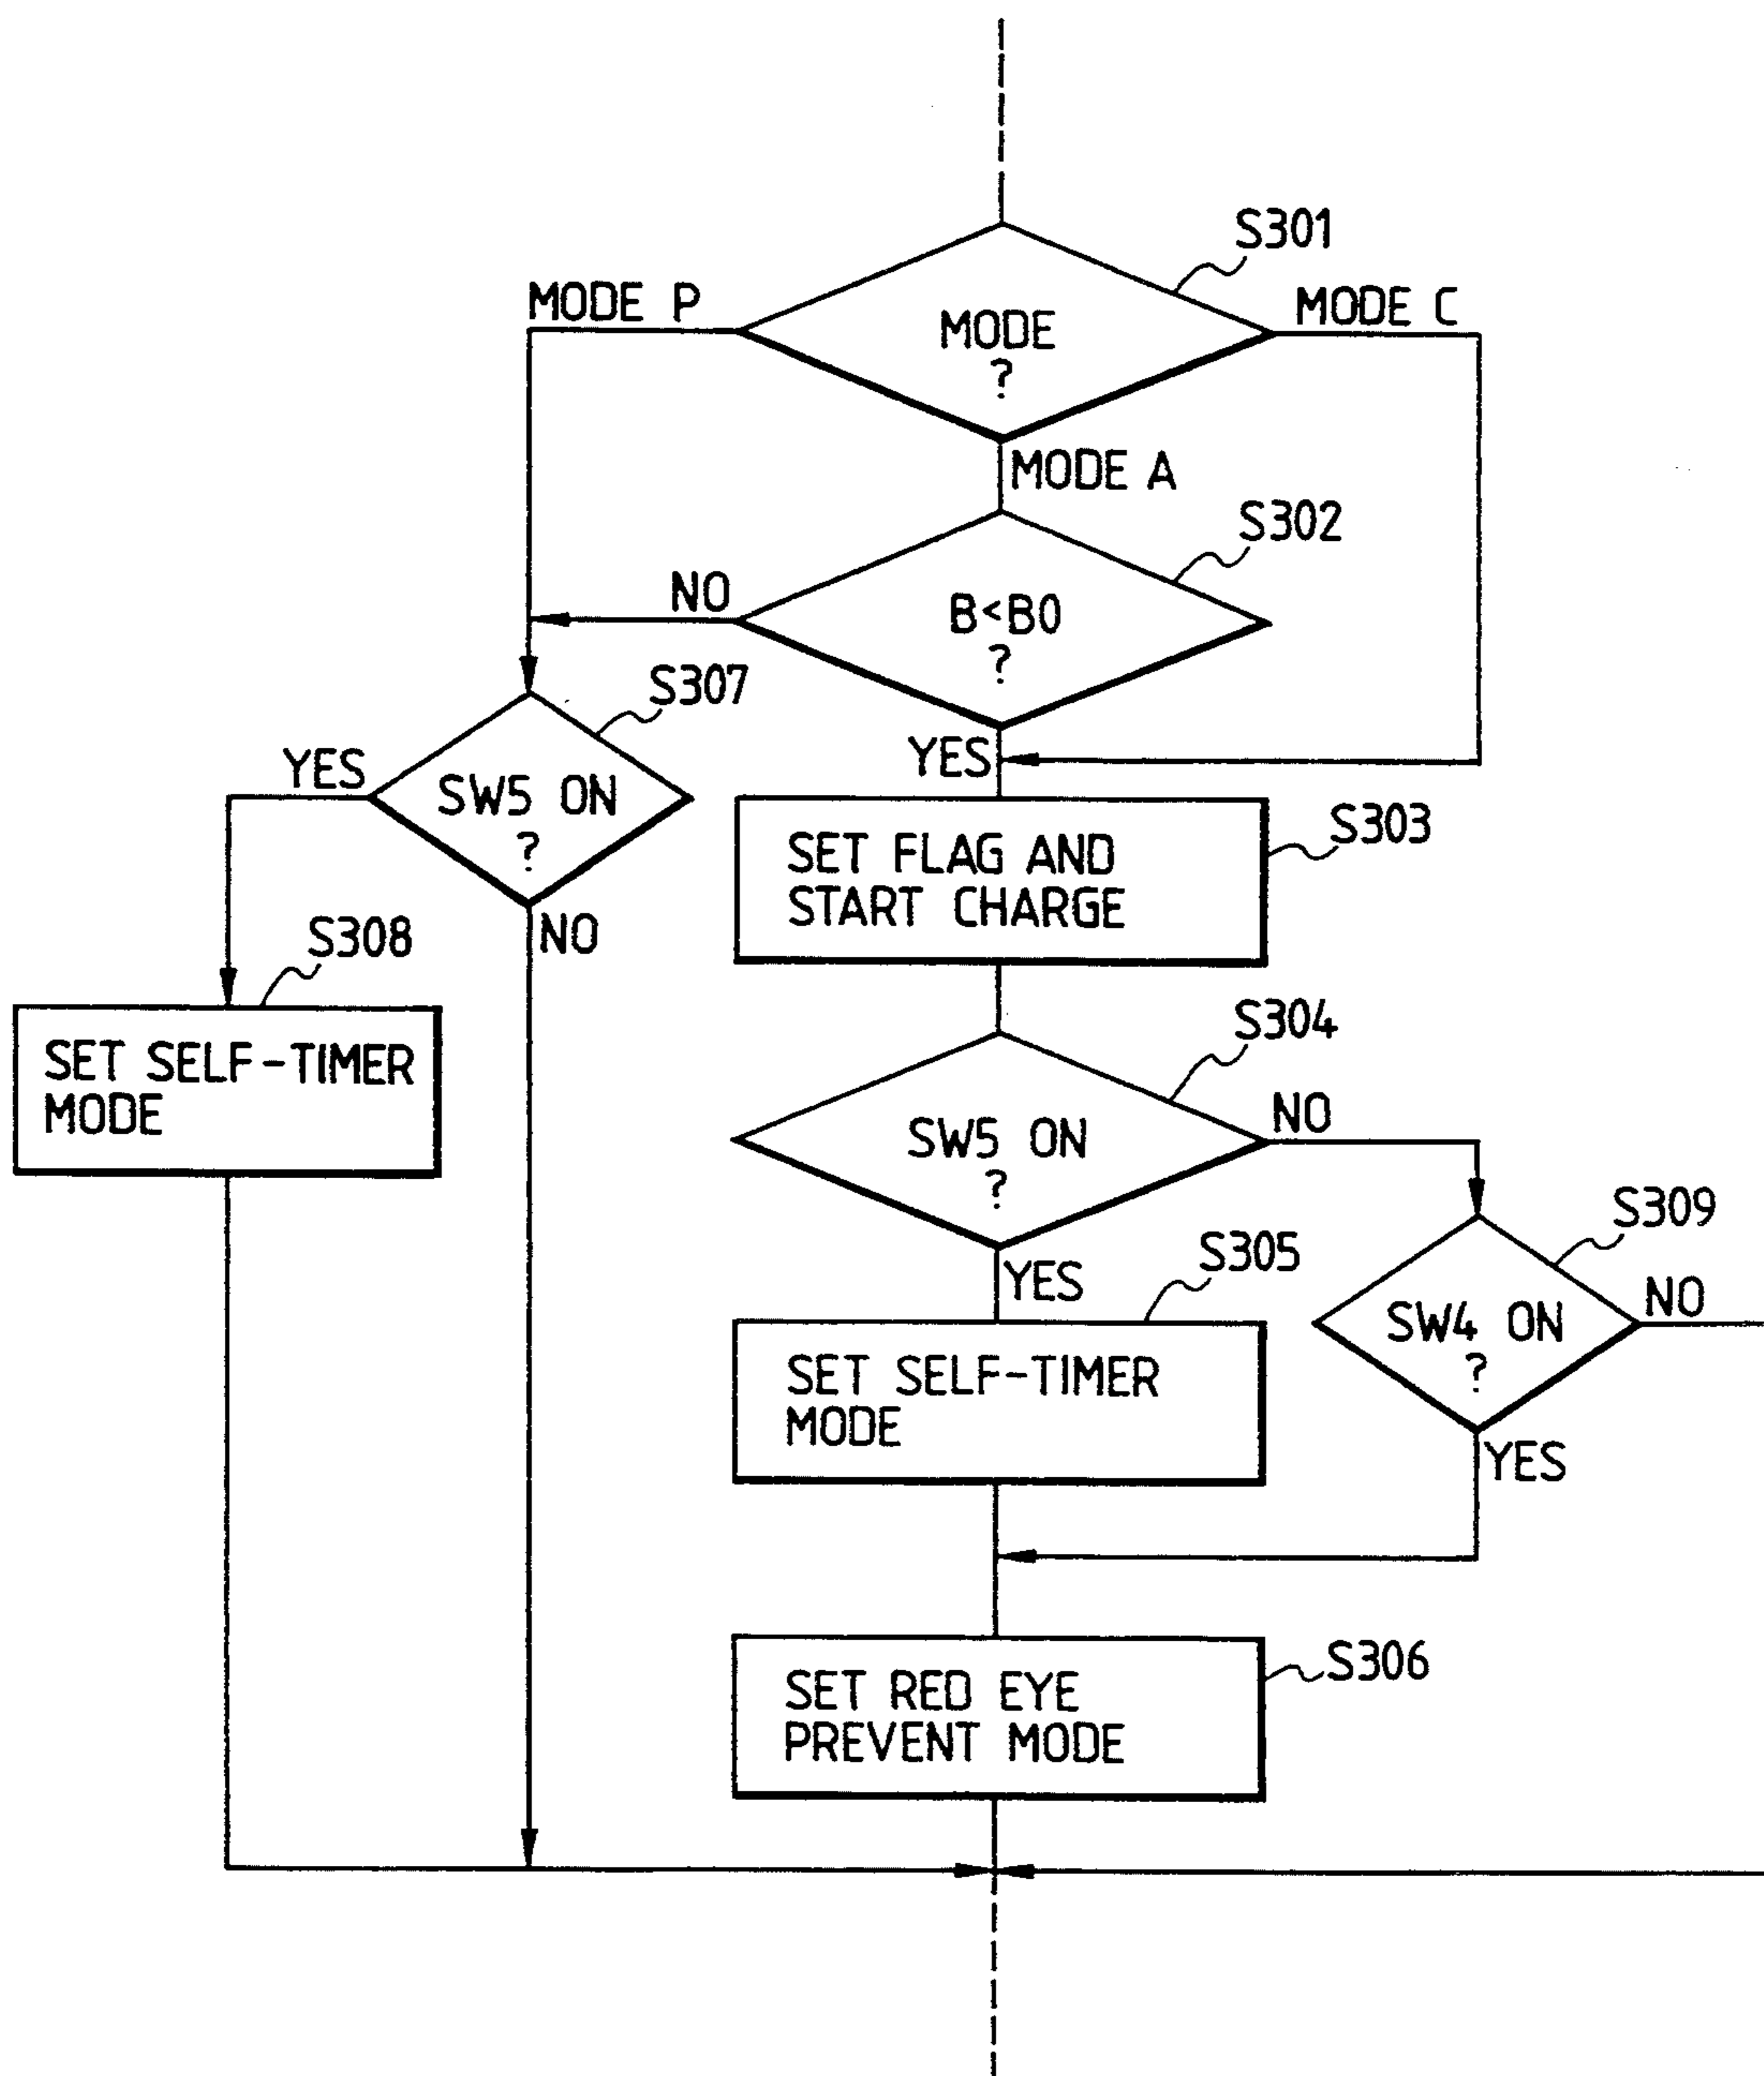 S301
MODE P
MODE C
MODE
?
MODE A
S302
NO
B<B0
?
S307
YES
YES
SW5 ON
?
S303
SET FLAG AND
START CHARGE
NO
S308
S304
SET SELF-TIMER
MODE
NO
SW5 ON
?
S309
S305
YES
NO
SW4 ON
?
SET SELF-TIMER
MODE
YES
S306
SET RED EYE
PREVENT MODE